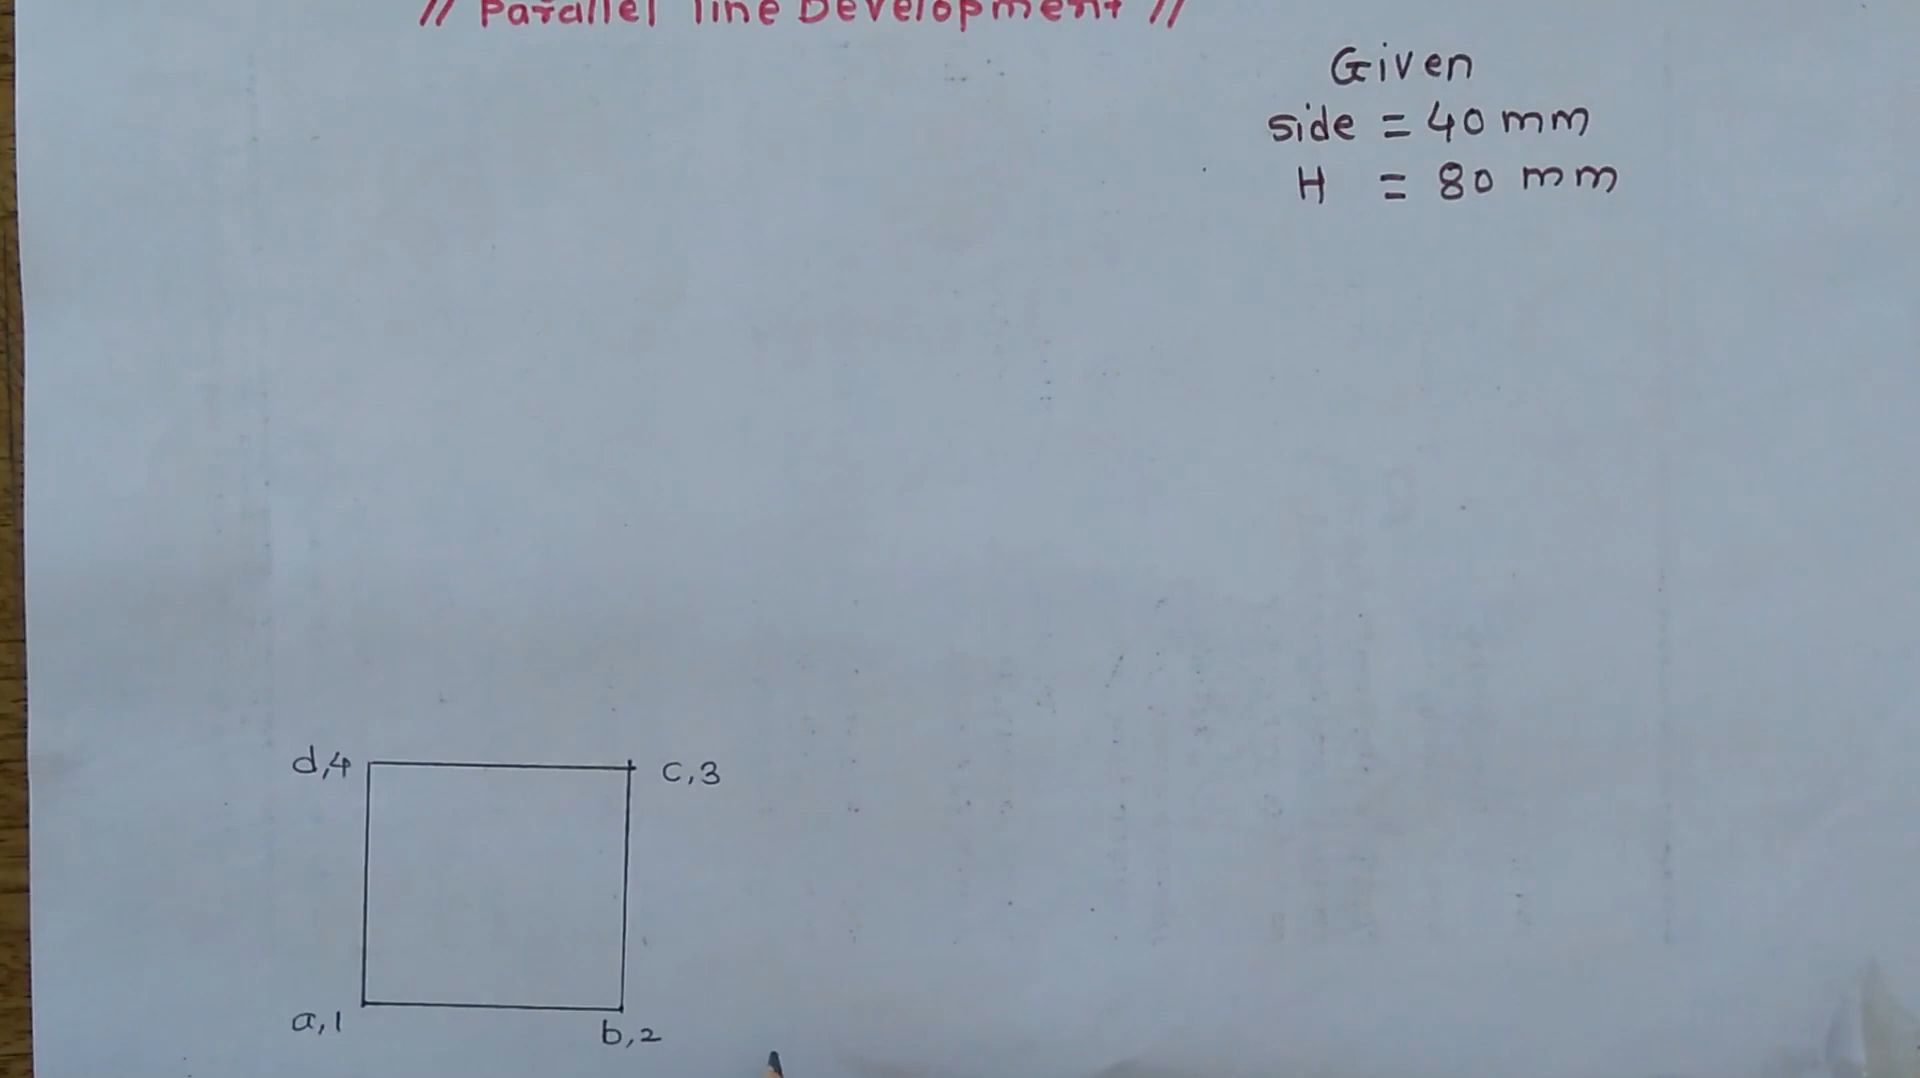 // Parallel line Development //
Given
side = 40 mm
H = 80 mm
d,4
c,3
a,1
b,2